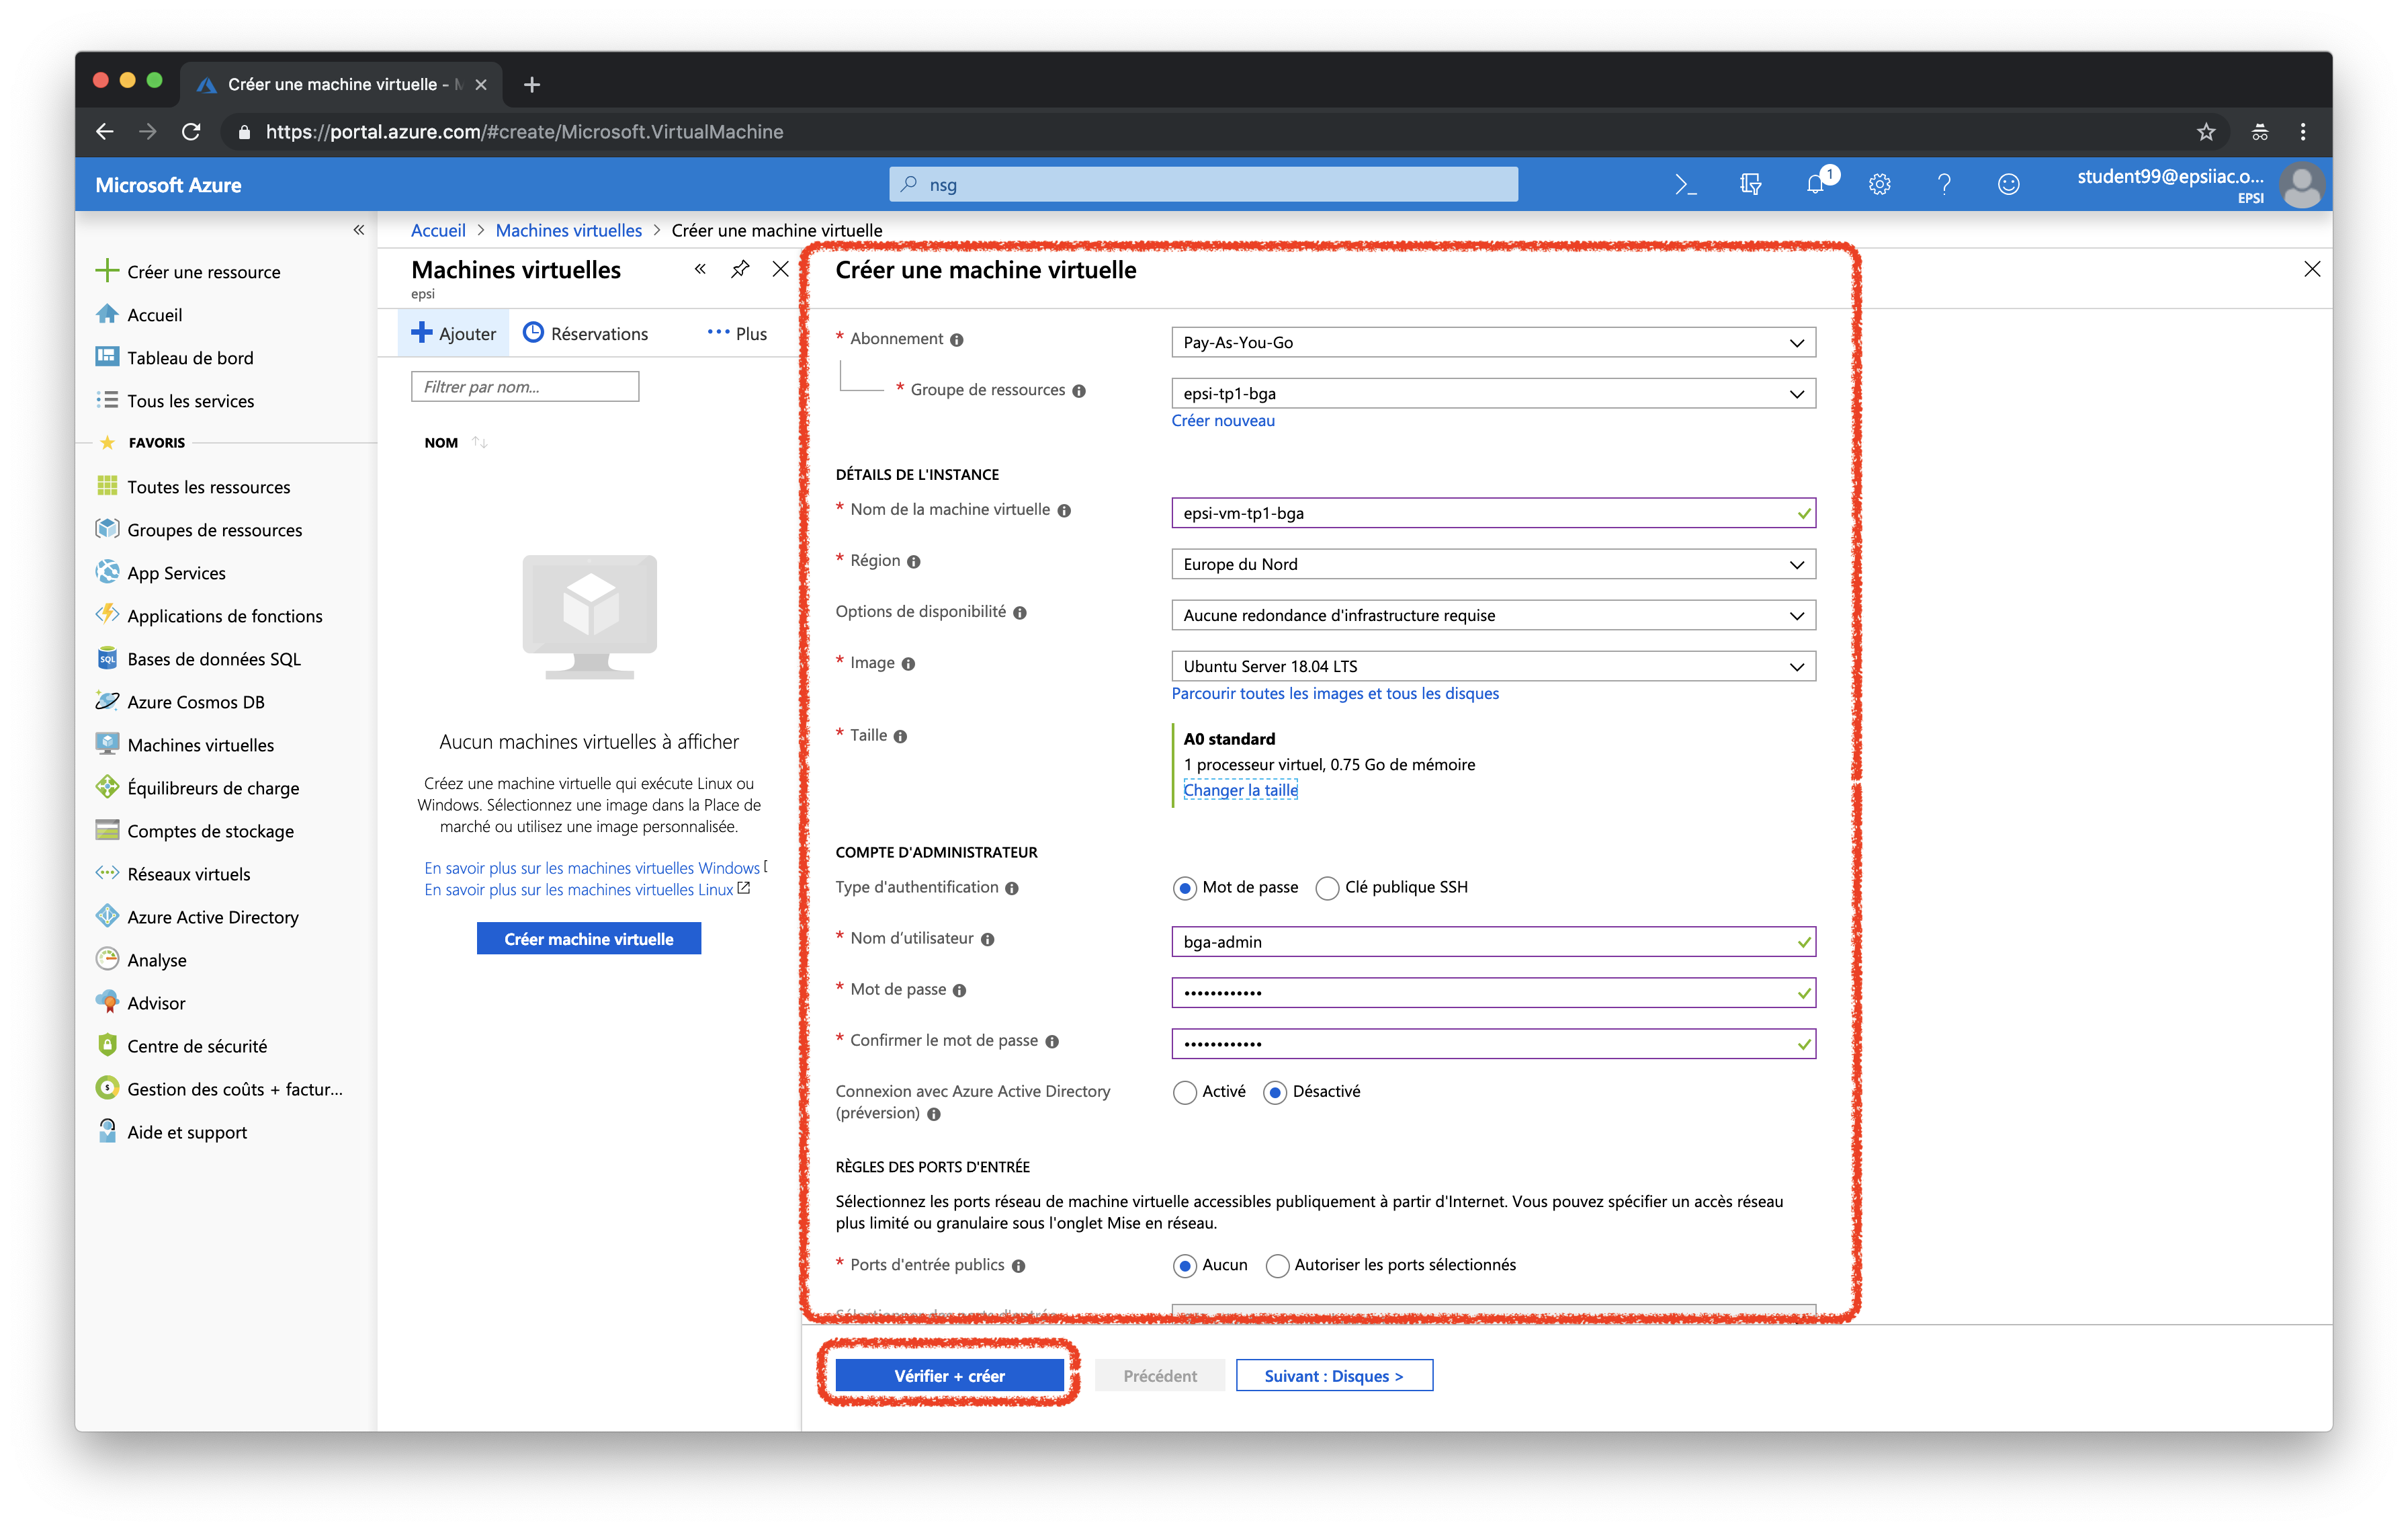 Créer une machine virtuelle - M
https://portal.azure.com/#create/Microsoft.VirtualMachine
Microsoft Azure
nsg
1
student99@epsiiac.o...
EPSI
Accueil > Machines virtuelles > Créer une machine virtuelle
Créer une ressource
Accueil
Tableau de bord
Tous les services
FAVORIS
Toutes les ressources
Groupes de ressources
App Services
Applications de fonctions
Bases de données SQL
Azure Cosmos DB
Machines virtuelles
Équilibreurs de charge
Comptes de stockage
Réseaux virtuels
Azure Active Directory
Analyse
Advisor
Centre de sécurité
Gestion des coûts + factur...
Aide et support
Machines virtuelles
epsi
Ajouter
Réservations
Plus
Filtrer par nom...
NOM
Aucun machines virtuelles à afficher
Créez une machine virtuelle qui exécute Linux ou
Windows. Sélectionnez une image dans la Place de
marché ou utilisez une image personnalisée.
En savoir plus sur les machines virtuelles Windows
En savoir plus sur les machines virtuelles Linux
Créer machine virtuelle
Créer une machine virtuelle
* Abonnement
Pay-As-You-Go
* Groupe de ressources
epsi-tp1-bga
Créer nouveau
DÉTAILS DE L'INSTANCE
* Nom de la machine virtuelle
epsi-vm-tp1-bga
* Région
Europe du Nord
Options de disponibilité
Aucune redondance d'infrastructure requise
* Image
Ubuntu Server 18.04 LTS
Parcourir toutes les images et tous les disques
* Taille
A0 standard
1 processeur virtuel, 0.75 Go de mémoire
Changer la taille
COMPTE D'ADMINISTRATEUR
Type d'authentification
Mot de passe
Clé publique SSH
* Nom d’utilisateur
bga-admin
* Mot de passe
••••••••••••
* Confirmer le mot de passe
••••••••••••
Connexion avec Azure Active Directory
(préversion)
Activé
Désactivé
RÈGLES DES PORTS D'ENTRÉE
Sélectionnez les ports réseau de machine virtuelle accessibles publiquement à partir d'Internet. Vous pouvez spécifier un accès réseau
plus limité ou granulaire sous l'onglet Mise en réseau.
* Ports d'entrée publics
Aucun
Autoriser les ports sélectionnés
Vérifier + créer
Précédent
Suivant : Disques >